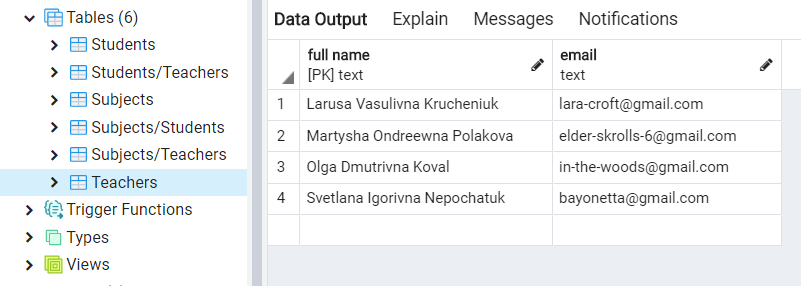 Tables (6)
Students
Students/Teachers
Subjects
Subjects/Students
Subjects/Teachers
Teachers
Trigger Functions
Types
Views
Data Output Explain Messages Notifications
full name email
[PK] text text
1 Larusa Vasulivna Krucheniuk lara-croft@gmail.com
2 Martysha Ondreewna Polakova elder-skrolls-6@gmail.com
3 Olga Dmutrivna Koval in-the-woods@gmail.com
4 Svetlana Igorivna Nepochatuk bayonetta@gmail.com